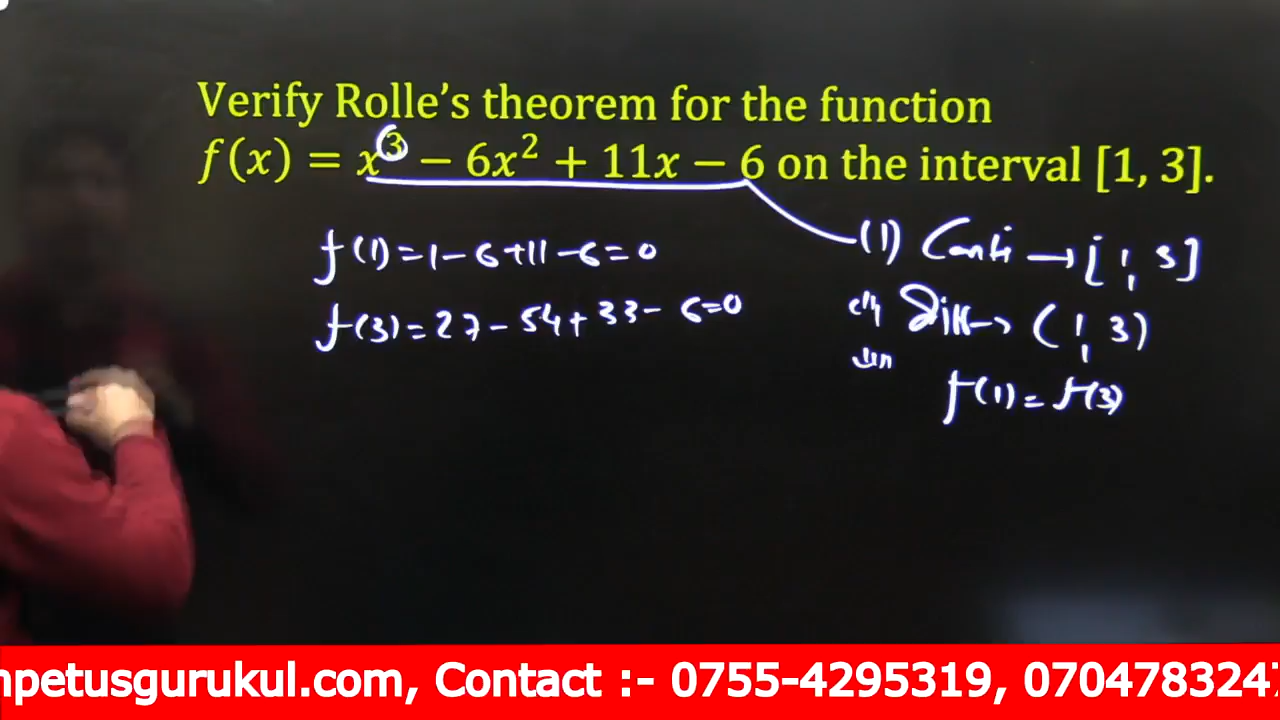 Verify Rolle's theorem for the function
f(x) = x³ − 6x² + 11x − 6 on the interval [1, 3].
f(1)=1-6+11-6=0
f(3)=27-54+33-6=0
(1) Conti → [1, 3]
(ii) Diff → (1, 3)
(iii)
f(1)=f(3)
npetusgurukul.com, Contact :- 0755-4295319, 070478324